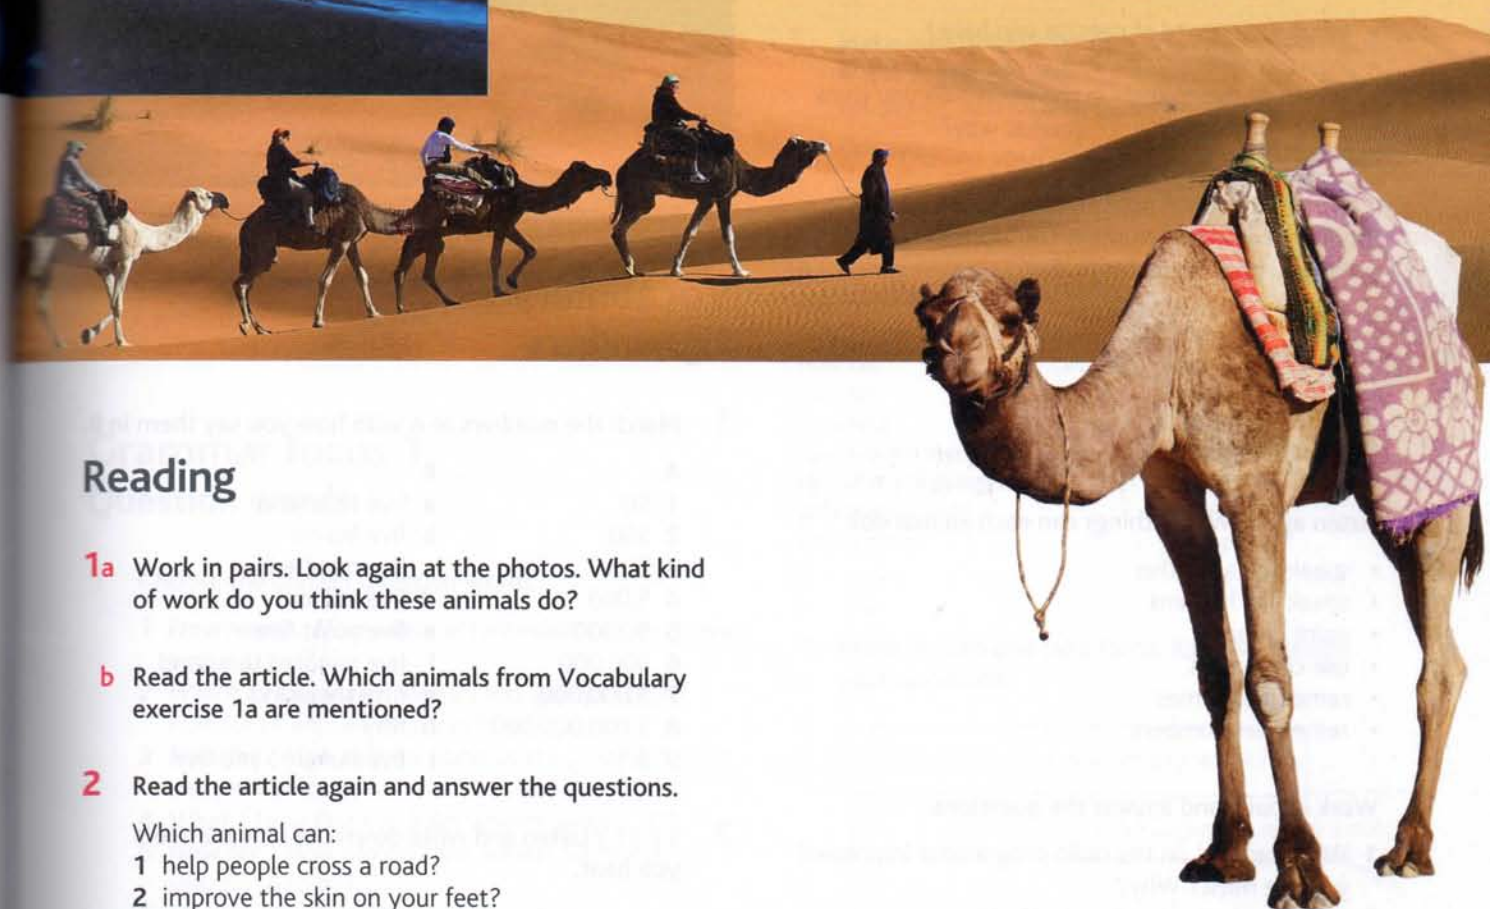 Reading
1a Work in pairs. Look again at the photos. What kind
of work do you think these animals do?
b Read the article. Which animals from Vocabulary
exercise 1a are mentioned?
2 Read the article again and answer the questions.
Which animal can:
1 help people cross a road?
2 improve the skin on your feet?